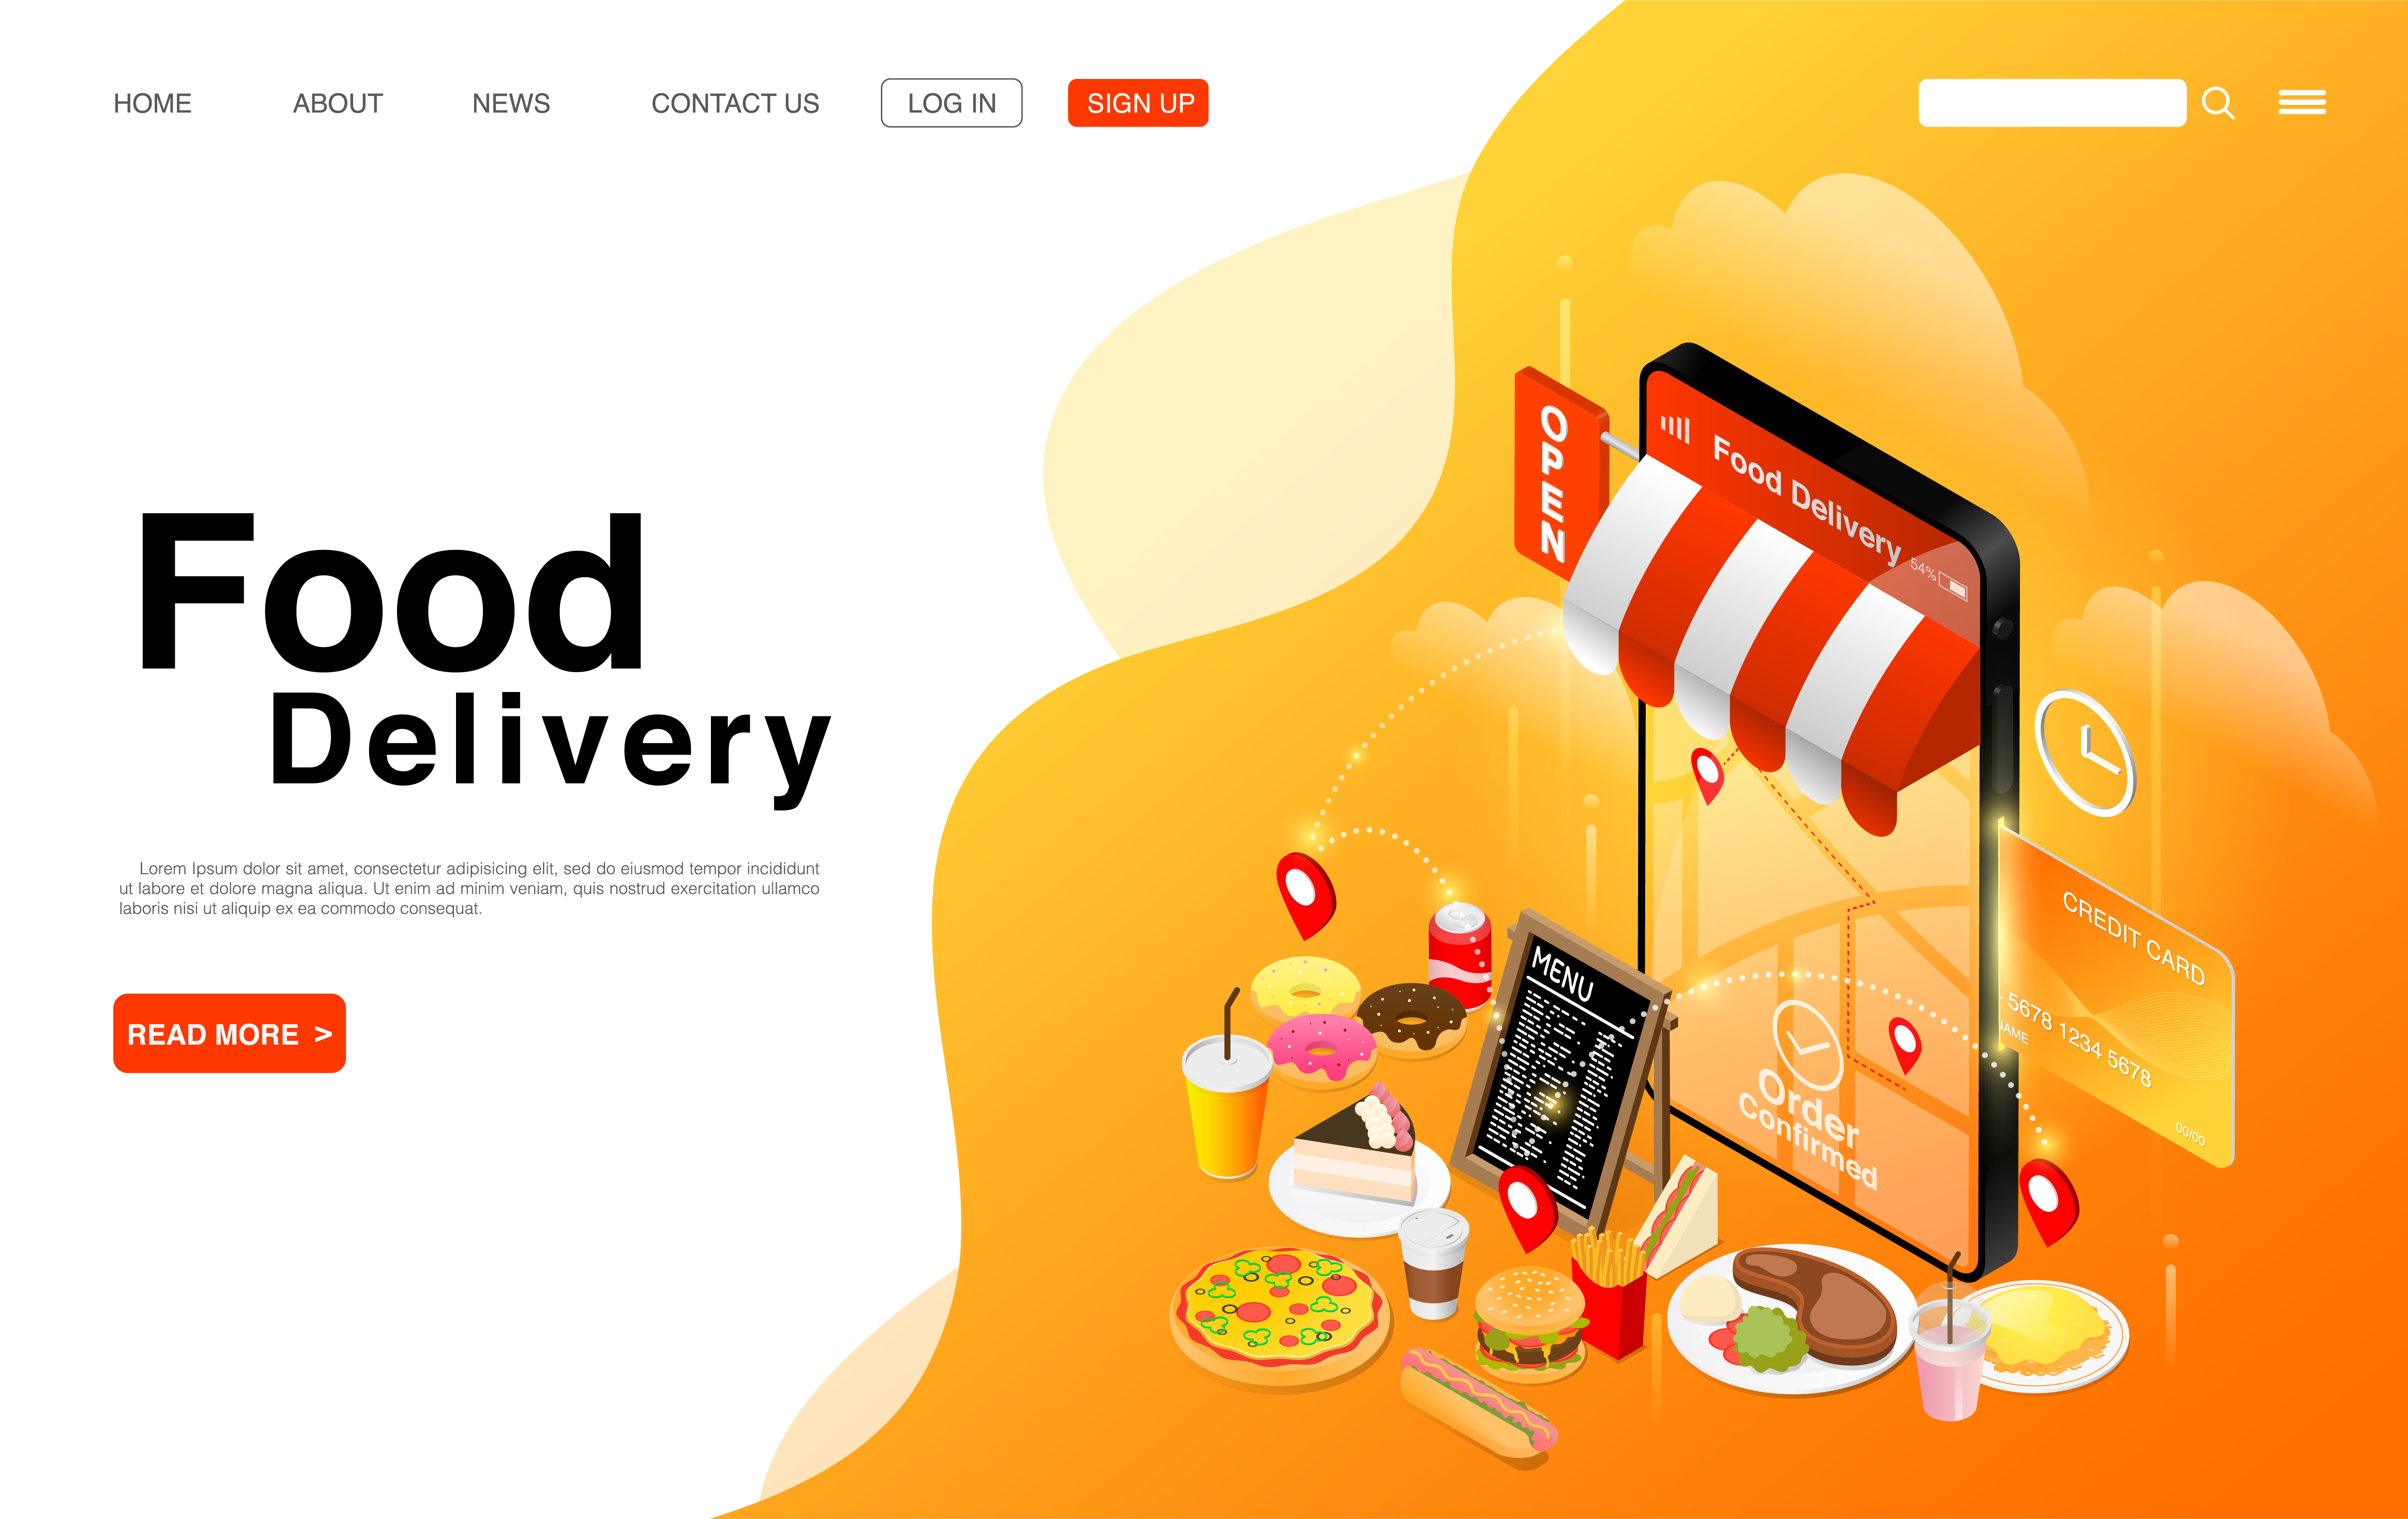 HOME ABOUT NEWS CONTACT US LOG IN SIGN UP
Food
Delivery
Lorem Ipsum dolor sit amet, consectetur adipisicing elit, sed do eiusmod tempor incididunt
ut labore et dolore magna aliqua. Ut enim ad minim veniam, quis nostrud exercitation ullamco
laboris nisi ut aliquip ex ea commodo consequat.
READ MORE >
OPEN
Food Delivery
54%
MENU
Order
Confirmed
CREDIT CARD
5678 1234 5678
NAME
00/00